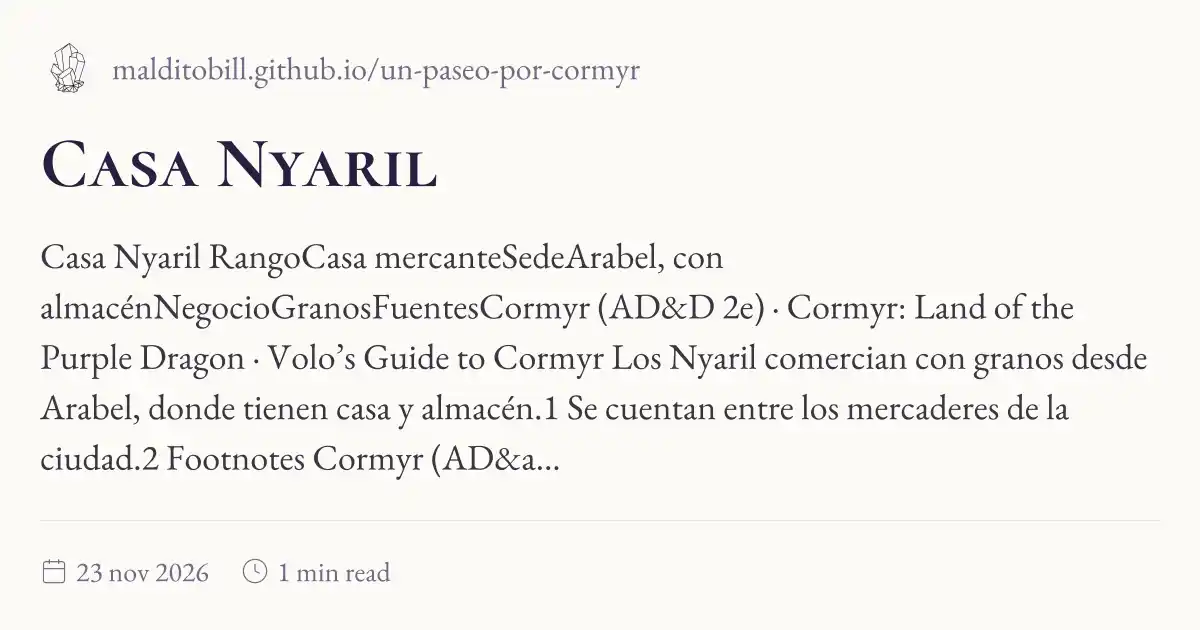 malditobill.github.io/un-paseo-por-cormyr
Casa Nyaril
Casa Nyaril RangoCasa mercanteSedeArabel, con
almacénNegocioGranosFuentesCormyr (AD&D 2e) · Cormyr: Land of the
Purple Dragon · Volo’s Guide to Cormyr Los Nyaril comercian con granos desde
Arabel, donde tienen casa y almacén.1 Se cuentan entre los mercaderes de la
ciudad.2 Footnotes Cormyr (AD&a...
23 nov 2026 1 min read